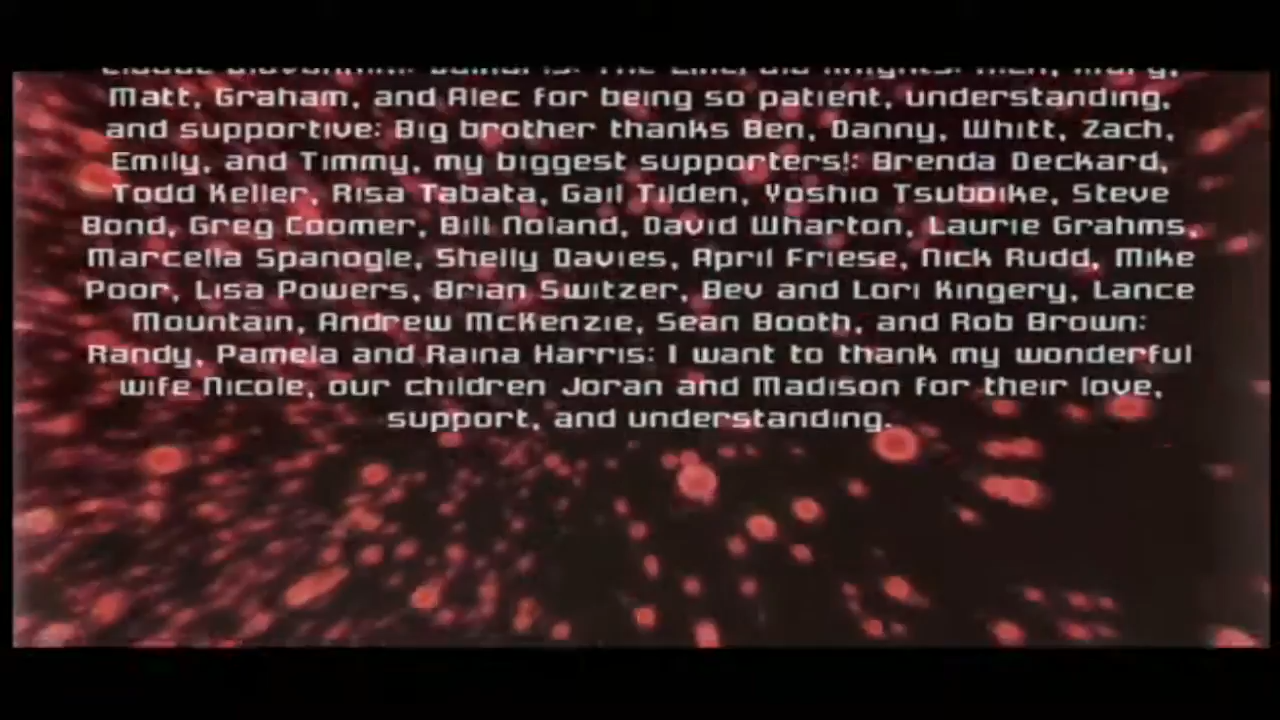 Matt, Graham, and Alec for being so patient, understanding,
and supportive: Big brother thanks Ben, Danny, Whitt, Zach,
Emily, and Timmy, my biggest supporters!: Brenda Deckard,
Todd Keller, Risa Tabata, Gail Tilden, Yoshio Tsuboike, Steve
Bond, Greg Coomer, Bill Noland, David Wharton, Laurie Grahms,
Marcella Spanogle, Shelly Davies, April Friese, Nick Rudd, Mike
Poor, Lisa Powers, Brian Switzer, Bev and Lori Kingery, Lance
Mountain, Andrew McKenzie, Sean Booth, and Rob Brown:
Randy, Pamela and Raina Harris: I want to thank my wonderful
wife Nicole, our children Joran and Madison for their love,
support, and understanding.